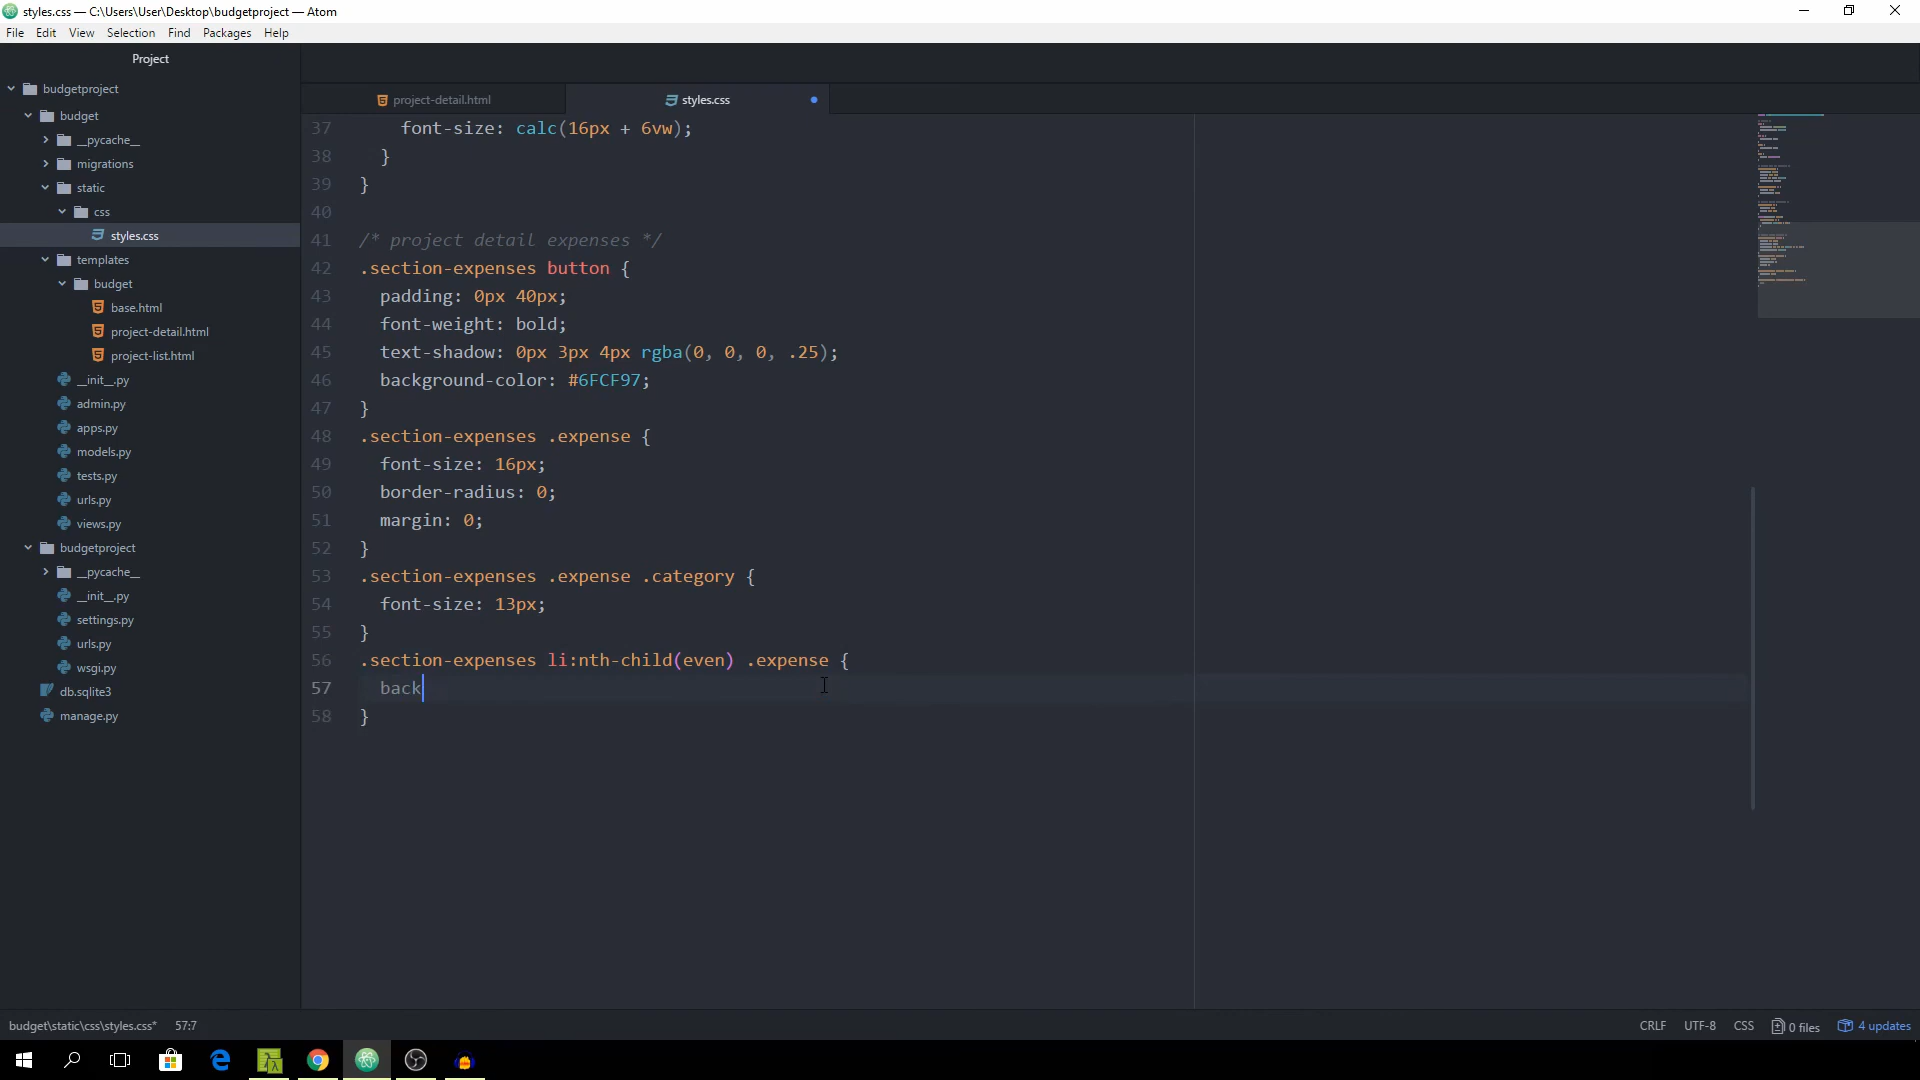 styles.css — C:\Users\User\Desktop\budgetproject — Atom
File Edit View Selection Find Packages Help
Project
budgetproject
budget
__pycache__
migrations
static
css
styles.css
templates
budget
base.html
project-detail.html
project-list.html
__init__.py
admin.py
apps.py
models.py
tests.py
urls.py
views.py
budgetproject
__pycache__
__init__.py
settings.py
urls.py
wsgi.py
db.sqlite3
manage.py
project-detail.html
styles.css
37 font-size: calc(16px + 6vw);
38 }
39 }
40
41 /* project detail expenses */
42 .section-expenses button {
43 padding: 0px 40px;
44 font-weight: bold;
45 text-shadow: 0px 3px 4px rgba(0, 0, 0, .25);
46 background-color: #6FCF97;
47 }
48 .section-expenses .expense {
49 font-size: 16px;
50 border-radius: 0;
51 margin: 0;
52 }
53 .section-expenses .expense .category {
54 font-size: 13px;
55 }
56 .section-expenses li:nth-child(even) .expense {
57 back
58 }
budget\static\css\styles.css* 57:7
CRLF UTF-8 CSS 0 files 4 updates